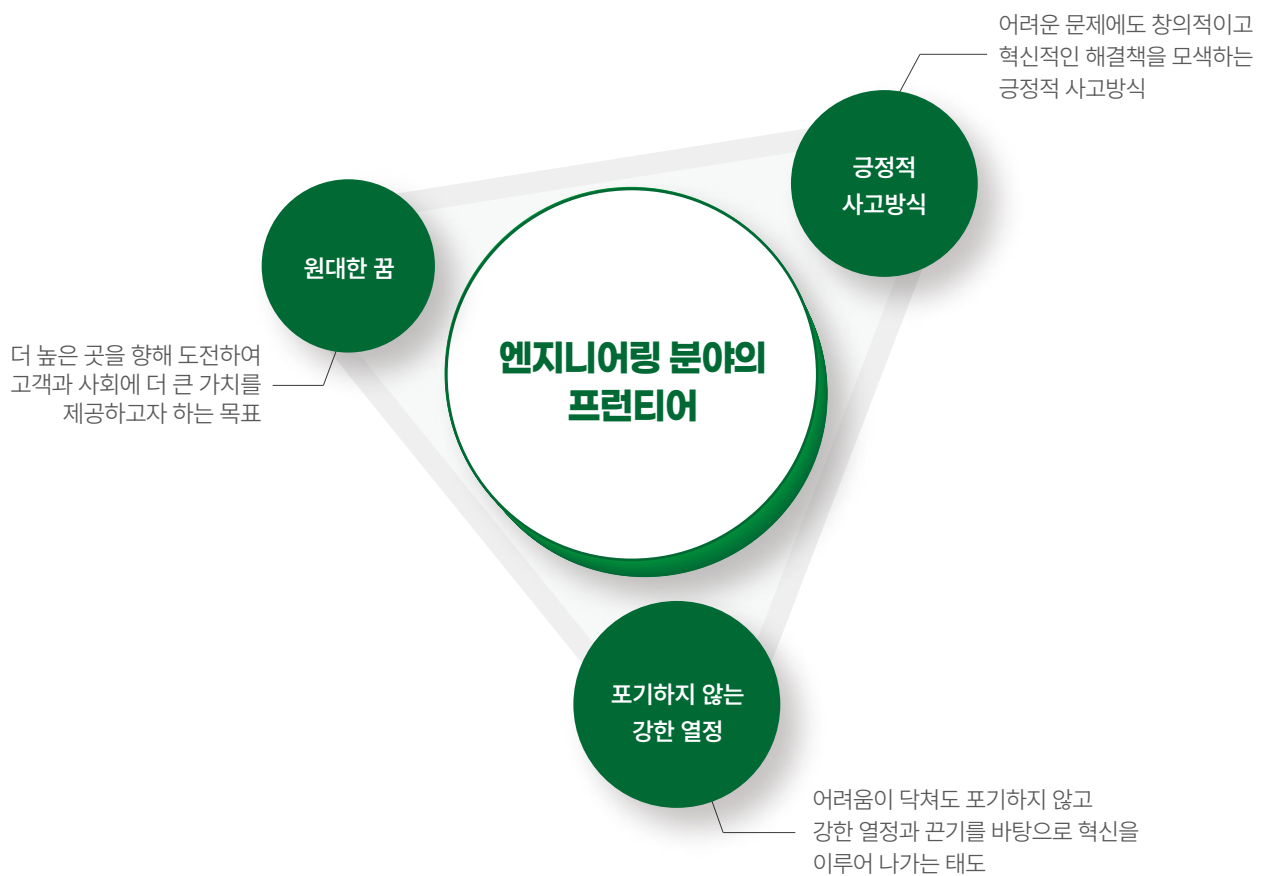 어려운 문제에도 창의적이고
혁신적인 해결책을 모색하는
긍정적 사고방식
긍정적
사고방식
원대한 꿈
더 높은 곳을 향해 도전하여
고객과 사회에 더 큰 가치를
제공하고자 하는 목표
엔지니어링 분야의
프런티어
포기하지 않는
강한 열정
어려움이 닥쳐도 포기하지 않고
강한 열정과 끈기를 바탕으로 혁신을
이루어 나가는 태도